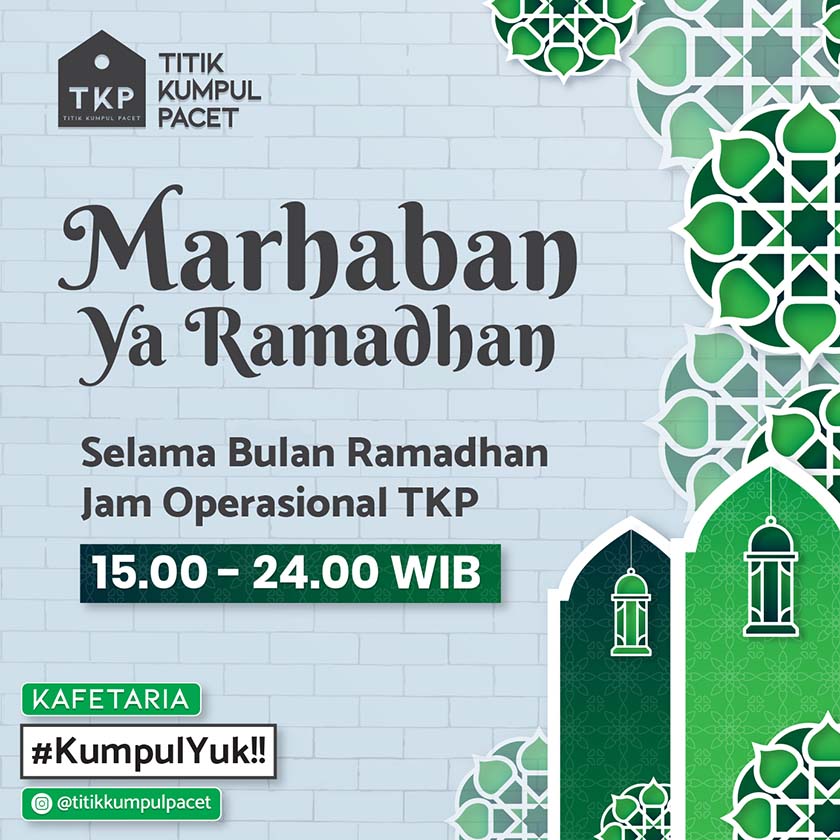 TKP
TITIK KUMPUL PACET
TITIK
KUMPUL
PACET
Marhaban
Ya Ramadhan
Selama Bulan Ramadhan
Jam Operasional TKP
15.00 - 24.00 WIB
KAFETARIA
#KumpulYuk!!
@titikkumpulpacet